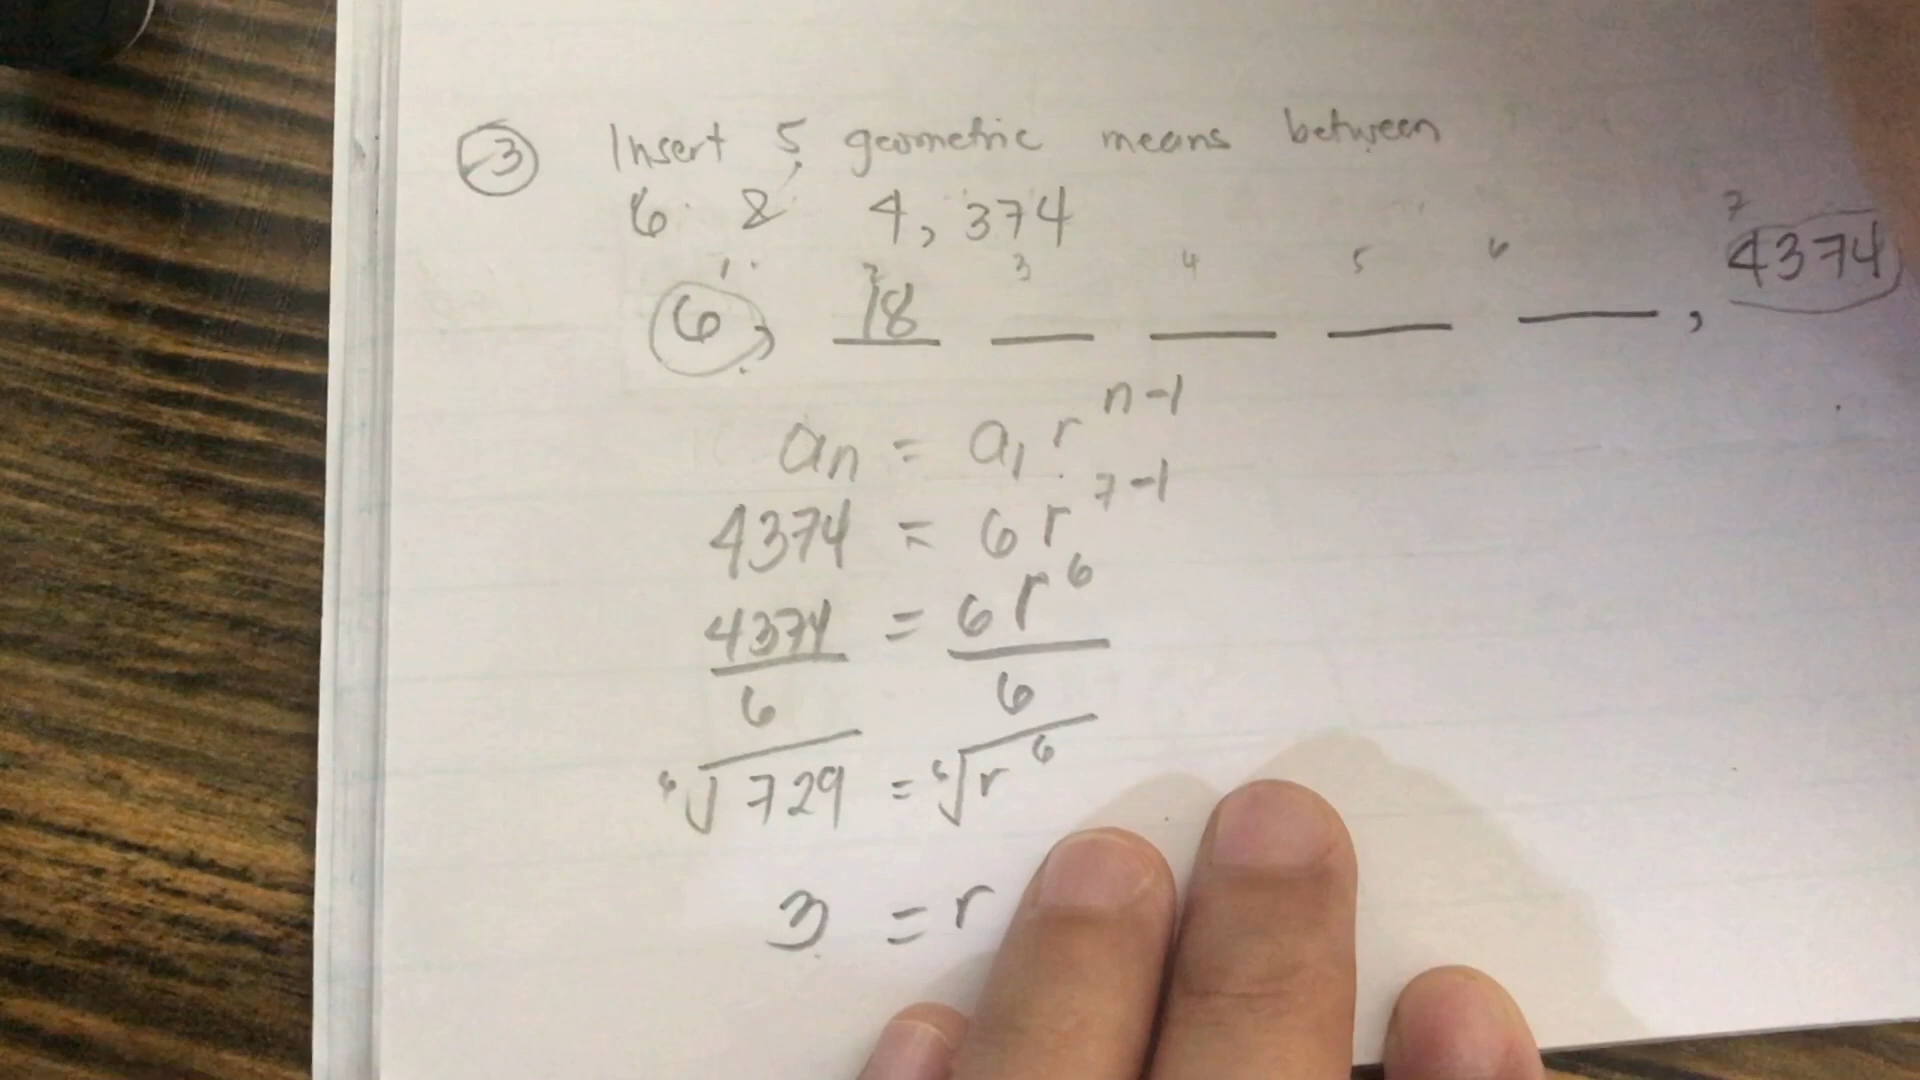 ③ Insert 5 geometric means between
6 & 4,374
1 2 3 4 5 6 7
6, 18 ___ ___ ___ ___, 4374
aₙ = a₁ r^(n-1)
4374 = 6 r^(7-1)
4374/6 = 6r^6/6
⁶√729 = ⁶√r^6
3 = r